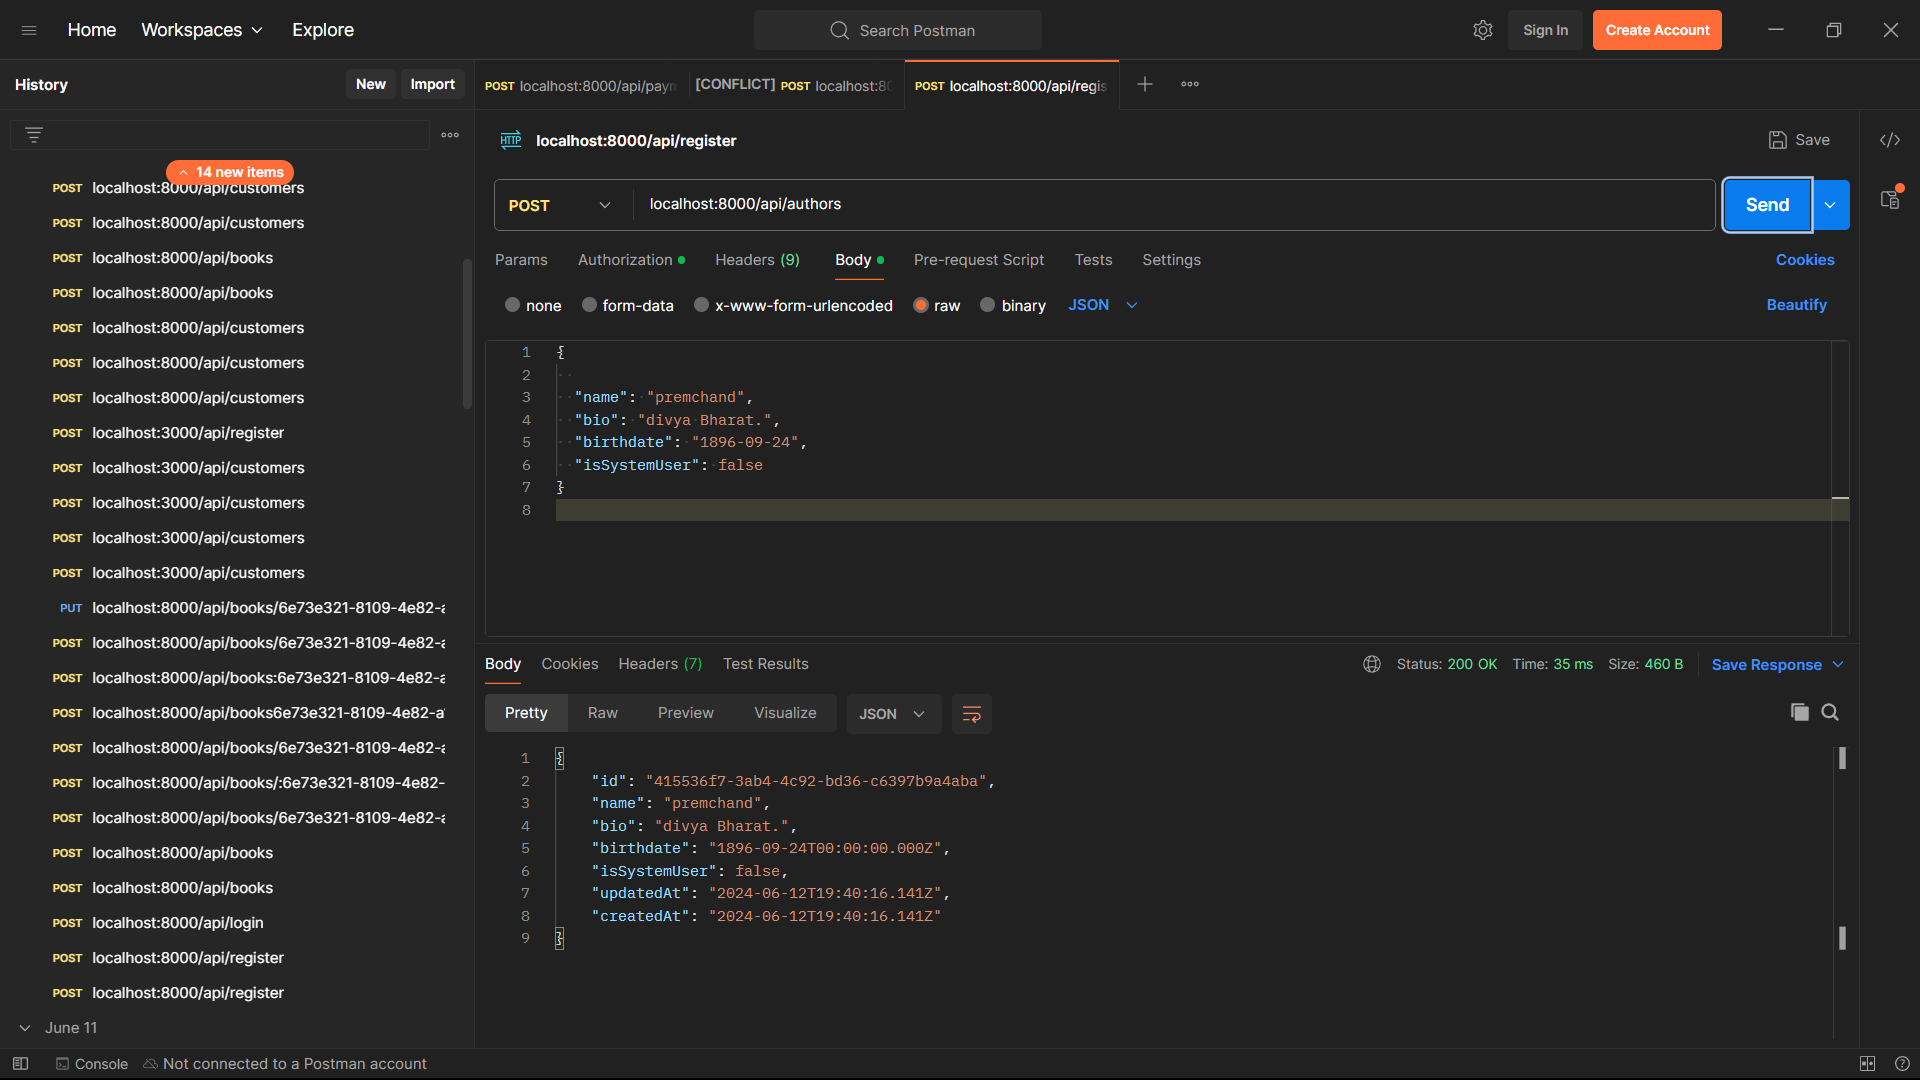 Home Workspaces Explore Search Postman Sign In Create Account
History New Import
POST localhost:8000/api/paym [CONFLICT] POST localhost:80 POST localhost:8000/api/regis
HTTP localhost:8000/api/register Save
14 new items
POST localhost:8000/api/customers
POST localhost:8000/api/customers
POST localhost:8000/api/books
POST localhost:8000/api/books
POST localhost:8000/api/customers
POST localhost:8000/api/customers
POST localhost:8000/api/customers
POST localhost:3000/api/register
POST localhost:3000/api/customers
POST localhost:3000/api/customers
POST localhost:3000/api/customers
POST localhost:3000/api/customers
PUT localhost:8000/api/books/6e73e321-8109-4e82-a
POST localhost:8000/api/books/6e73e321-8109-4e82-a
POST localhost:8000/api/books:6e73e321-8109-4e82-a
POST localhost:8000/api/books6e73e321-8109-4e82-a
POST localhost:8000/api/books/6e73e321-8109-4e82-a
POST localhost:8000/api/books/:6e73e321-8109-4e82-
POST localhost:8000/api/books/6e73e321-8109-4e82-a
POST localhost:8000/api/books
POST localhost:8000/api/books
POST localhost:8000/api/login
POST localhost:8000/api/register
POST localhost:8000/api/register
June 11
POST localhost:8000/api/authors Send
Params Authorization Headers (9) Body Pre-request Script Tests Settings Cookies
none form-data x-www-form-urlencoded raw binary JSON Beautify
1 {
2
3 "name": "premchand",
4 "bio": "divya Bharat.",
5 "birthdate": "1896-09-24",
6 "isSystemUser": false
7 }
8
Body Cookies Headers (7) Test Results Status: 200 OK Time: 35 ms Size: 460 B Save Response
Pretty Raw Preview Visualize JSON
1 {
2 "id": "415536f7-3ab4-4c92-bd36-c6397b9a4aba",
3 "name": "premchand",
4 "bio": "divya Bharat.",
5 "birthdate": "1896-09-24T00:00:00.000Z",
6 "isSystemUser": false,
7 "updatedAt": "2024-06-12T19:40:16.141Z",
8 "createdAt": "2024-06-12T19:40:16.141Z"
9 }
Console Not connected to a Postman account